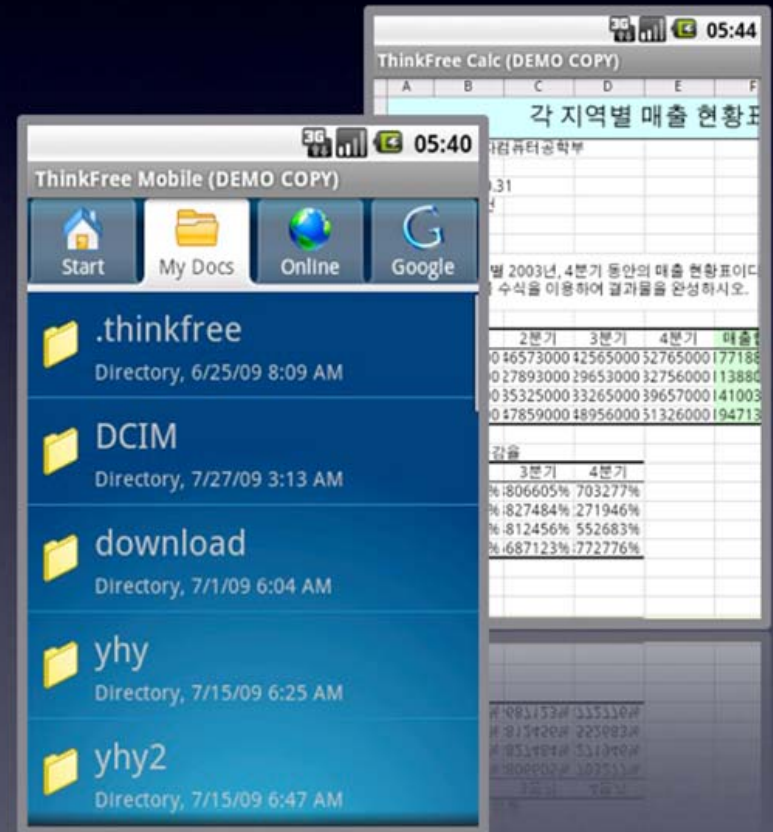 05:40
ThinkFree Mobile (DEMO COPY)
Start
My Docs
Online
Google
.thinkfree
Directory, 6/25/09 8:09 AM
DCIM
Directory, 7/27/09 3:13 AM
download
Directory, 7/1/09 6:04 AM
yhy
Directory, 7/15/09 6:25 AM
yhy2
Directory, 7/15/09 6:47 AM
3G 05:44
ThinkFree Calc (DEMO COPY)
A B C D E F
각 지역별 매출 현황표
컴퓨터공학부
.31
별 2003년, 4분기 동안의 매출 현황표이다
수식을 이용하여 결과물을 완성하시오.
2분기 3분기 4분기 매출
46573000 42565000 52765000 177188
27893000 29653000 32756000 113880
35325000 33265000 39657000 141003
47859000 48956000 51326000 194713
감율
3분기 4분기
806605% 703277%
827484% 271946%
812456% 552683%
687123% 772776%